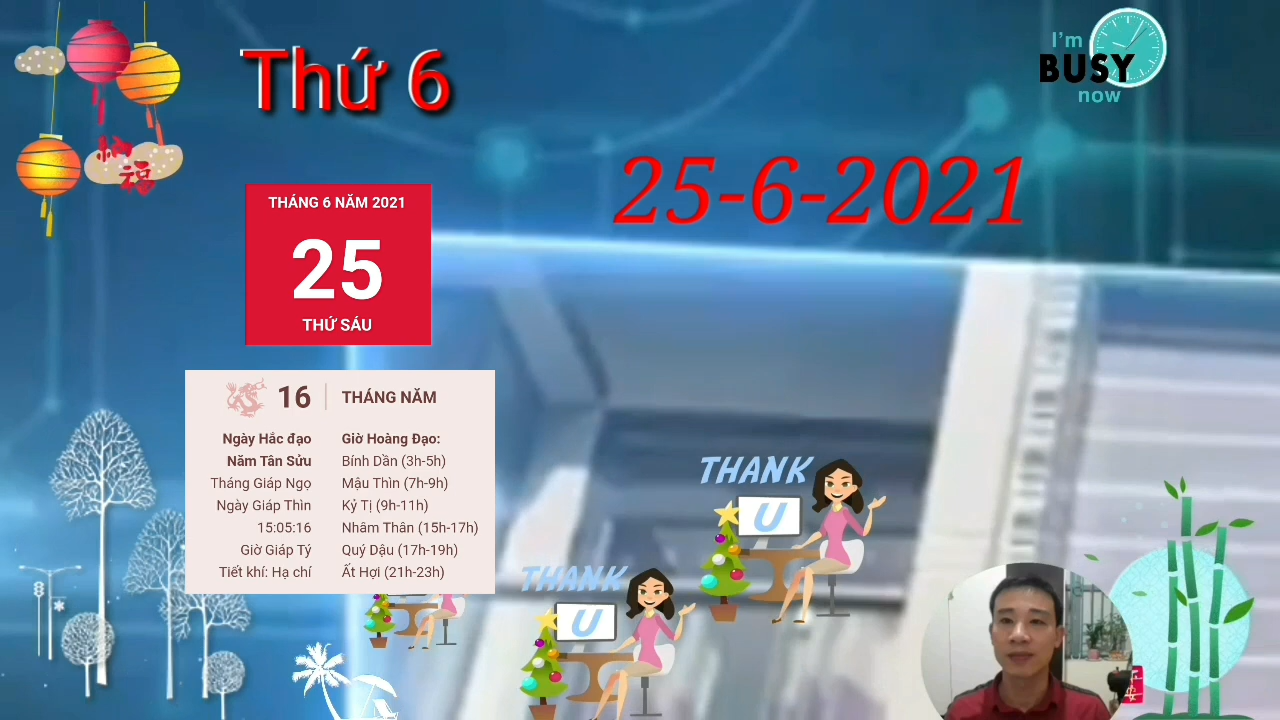 Thứ 6
I'm
BUSY
now
25-6-2021
THÁNG 6 NĂM 2021
25
THỨ SÁU
16
THÁNG NĂM
Ngày Hắc đạo
Năm Tân Sửu
Tháng Giáp Ngọ
Ngày Giáp Thìn
15:05:16
Giờ Giáp Tý
Tiết khí: Hạ chí
Giờ Hoàng Đạo:
Bính Dần (3h-5h)
Mậu Thìn (7h-9h)
Kỷ Tị (9h-11h)
Nhâm Thân (15h-17h)
Quý Dậu (17h-19h)
Ất Hợi (21h-23h)
THANK
U
THANK
U
福